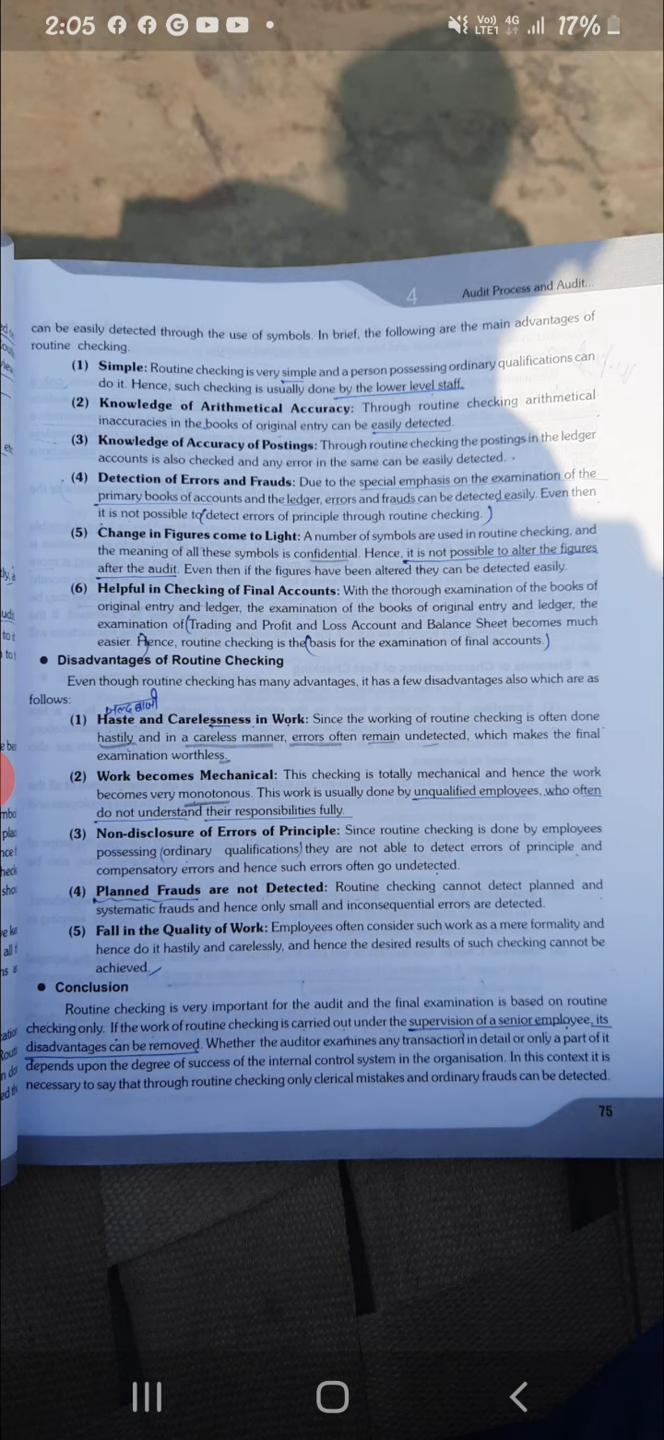 2:05
Vo)) 4G 17%
LTE1
4 Audit Process and Audit...
can be easily detected through the use of symbols. In brief, the following are the main advantages of
routine checking.
(1) Simple: Routine checking is very simple and a person possessing ordinary qualifications can
do it. Hence, such checking is usually done by the lower level staff.
(2) Knowledge of Arithmetical Accuracy: Through routine checking arithmetical
inaccuracies in the books of original entry can be easily detected.
(3) Knowledge of Accuracy of Postings: Through routine checking the postings in the ledger
accounts is also checked and any error in the same can be easily detected.
(4) Detection of Errors and Frauds: Due to the special emphasis on the examination of the
primary books of accounts and the ledger, errors and frauds can be detected easily. Even then
it is not possible to detect errors of principle through routine checking.
(5) Change in Figures come to Light: A number of symbols are used in routine checking, and
the meaning of all these symbols is confidential. Hence, it is not possible to alter the figures
after the audit. Even then if the figures have been altered they can be detected easily.
(6) Helpful in Checking of Final Accounts: With the thorough examination of the books of
original entry and ledger, the examination of the books of original entry and ledger, the
examination of (Trading and Profit and Loss Account and Balance Sheet becomes much
easier. Hence, routine checking is the (basis for the examination of final accounts.)
• Disadvantages of Routine Checking
Even though routine checking has many advantages, it has a few disadvantages also which are as
follows:
जल्दबाजी
(1) Haste and Carelessness in Work: Since the working of routine checking is often done
hastily and in a careless manner, errors often remain undetected, which makes the final
examination worthless.
(2) Work becomes Mechanical: This checking is totally mechanical and hence the work
becomes very monotonous. This work is usually done by unqualified employees, who often
do not understand their responsibilities fully.
(3) Non-disclosure of Errors of Principle: Since routine checking is done by employees
possessing (ordinary qualifications) they are not able to detect errors of principle and
compensatory errors and hence such errors often go undetected.
(4) Planned Frauds are not Detected: Routine checking cannot detect planned and
systematic frauds and hence only small and inconsequential errors are detected.
(5) Fall in the Quality of Work: Employees often consider such work as a mere formality and
hence do it hastily and carelessly, and hence the desired results of such checking cannot be
achieved.
• Conclusion
Routine checking is very important for the audit and the final examination is based on routine
checking only. If the work of routine checking is carried out under the supervision of a senior employee, its
disadvantages can be removed. Whether the auditor examines any transaction in detail or only a part of it
depends upon the degree of success of the internal control system in the organisation. In this context it is
necessary to say that through routine checking only clerical mistakes and ordinary frauds can be detected.
75